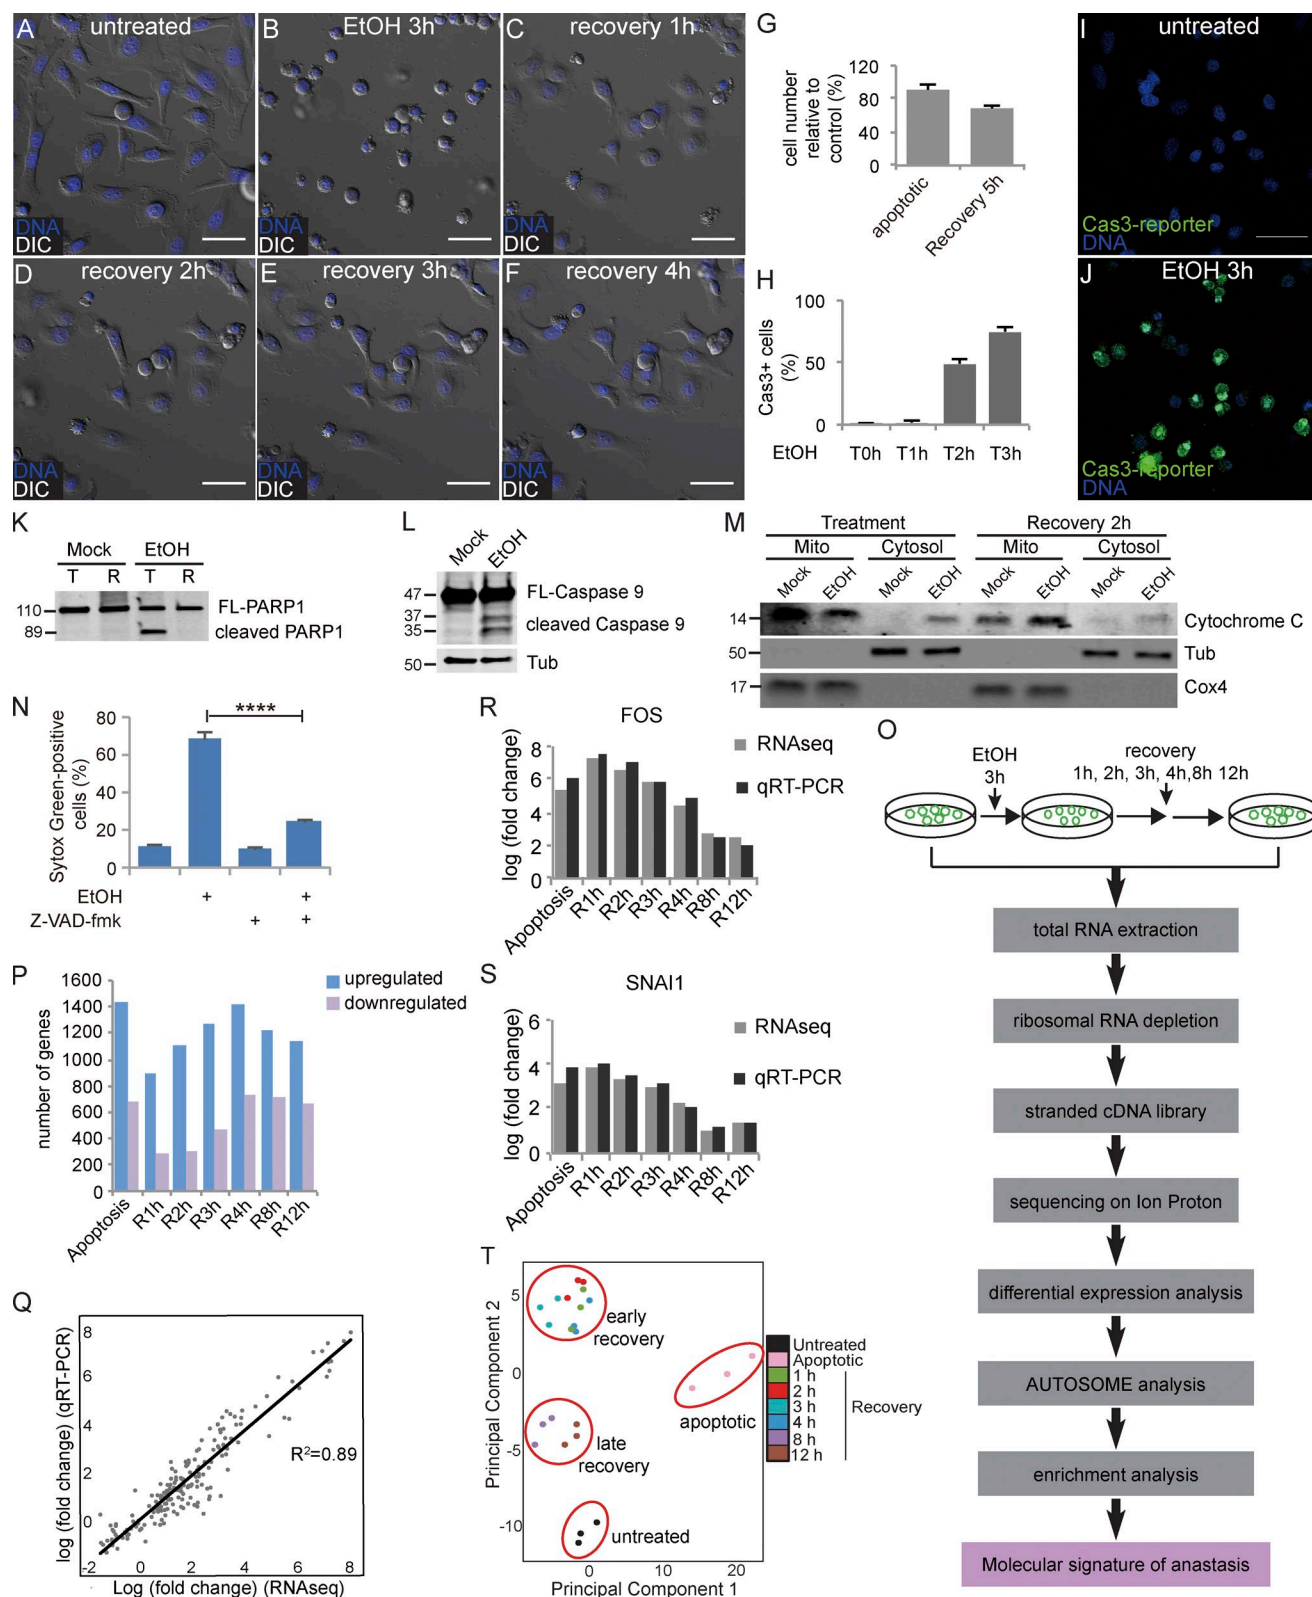 A
untreated
DNA
DIC
B
EtOH 3h
DNA
DIC
C
recovery 1h
DNA
DIC
D
recovery 2h
DNA
DIC
E
recovery 3h
DNA
DIC
F
recovery 4h
DNA
DIC
G
cell number
relative to
control (%)
120
80
40
0
apoptotic
Recovery 5h
H
Cas3+ cells
(%)
100
50
0
EtOH T0h T1h T2h T3h
I
untreated
Cas3-reporter
DNA
J
EtOH 3h
Cas3-reporter
DNA
K
Mock EtOH
T R T R
110 FL-PARP1
89 cleaved PARP1
L
Mock EtOH
47 FL-Caspase 9
37
35 cleaved Caspase 9
50 Tub
M
Treatment Recovery 2h
Mito Cytosol Mito Cytosol
Mock EtOH Mock EtOH Mock EtOH Mock EtOH
14 Cytochrome C
50 Tub
17 Cox4
N
Sytox Green-positive
cells (%)
80
60
40
20
0
****
EtOH + +
Z-VAD-fmk + +
O
EtOH
3h
recovery
1h, 2h, 3h, 4h,8h 12h
total RNA extraction
ribosomal RNA depletion
stranded cDNA library
sequencing on Ion Proton
differential expression analysis
AUTOSOME analysis
enrichment analysis
Molecular signature of anastasis
P
number of genes
1600
1400
1200
1000
800
600
400
200
0
upregulated
downregulated
Apoptosis R1h R2h R3h R4h R8h R12h
Q
log (fold change) (qRT-PCR)
8
6
4
2
0
R²=0.89
-2 0 2 4 6 8
Log (fold change) (RNAseq)
R
FOS
log (fold change)
8
6
4
2
0
RNAseq
qRT-PCR
Apoptosis R1h R2h R3h R4h R8h R12h
S
SNAI1
log (fold change)
6
4
2
0
RNAseq
qRT-PCR
Apoptosis R1h R2h R3h R4h R8h R12h
T
Principal Component 2
5
0
-5
-10
early
recovery
apoptotic
late
recovery
untreated
0 10 20
Principal Component 1
Untreated
Apoptotic
1 h
2 h
3 h
4 h
8 h
12 h
Recovery